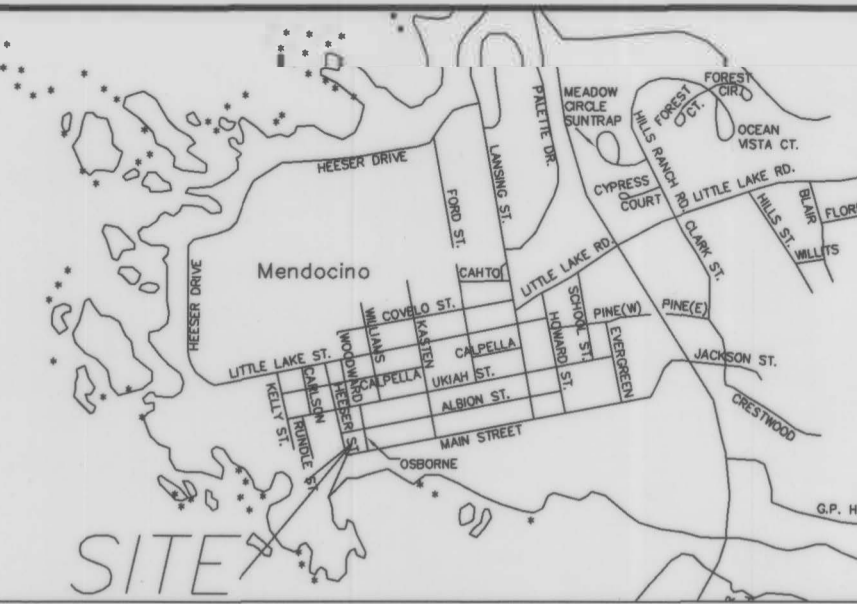 FOREST
CIR.
MEADOW
CIRCLE
SUNTRAP
PALETTE DR.
FOREST
CT.
OCEAN
VISTA CT.
HILLS RANCH RD.
HEESER DRIVE
LANSING ST.
LITTLE LAKE RD.
CYPRESS
COURT
FORD ST.
HILLS ST.
BLAIR
FLOR
CLARK ST.
WILLITS
LITTLE LAKE RD.
CAHTO
Mendocino
HEESER DRIVE
SCHOOL ST.
COVELO ST.
PINE(W)
PINE(E)
WILLIANS
KASTEN
HOWARD ST.
EVERGREEN
WOODWARD
CALPELLA
LITTLE LAKE ST.
JACKSON ST.
CALPELLA
UKIAH ST.
CARLSON
KELLY ST.
HEESER ST.
ALBION ST.
CRESTWOOD
MAIN STREET
RUNDLE ST.
OSBORNE
G.P. H
SITE